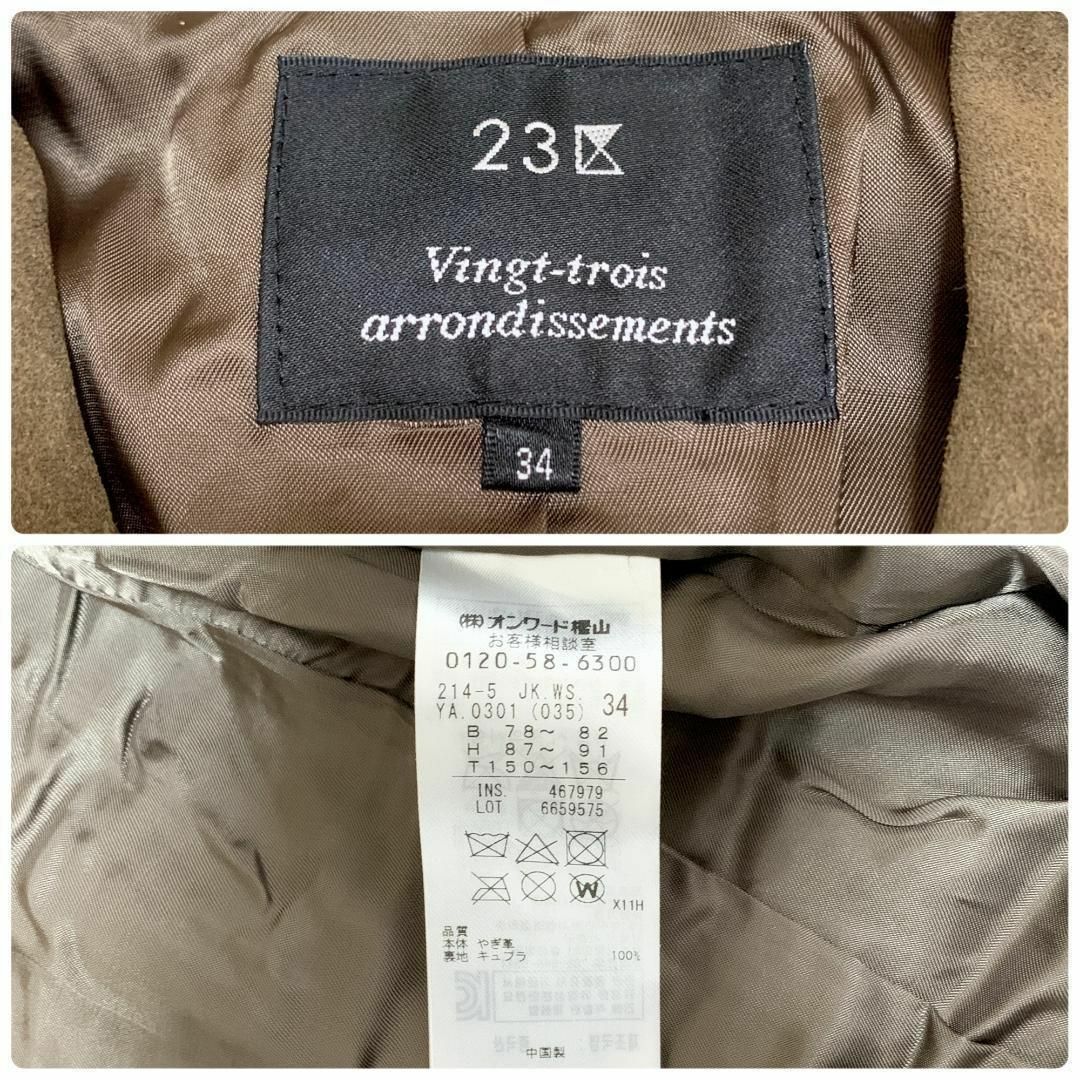 23区
Vingt-trois
arrondissements
34
(株)オンワード樫山
お客様相談室
0120-58-6300
214-5 JK.WS.
YA.0301 (035) 34
B 78〜 82
H 87〜 91
T150〜156
INS. 467979
LOT 6659575
W
X11H
品質
本体 やぎ革
裏地 キュプラ 100%
中国製